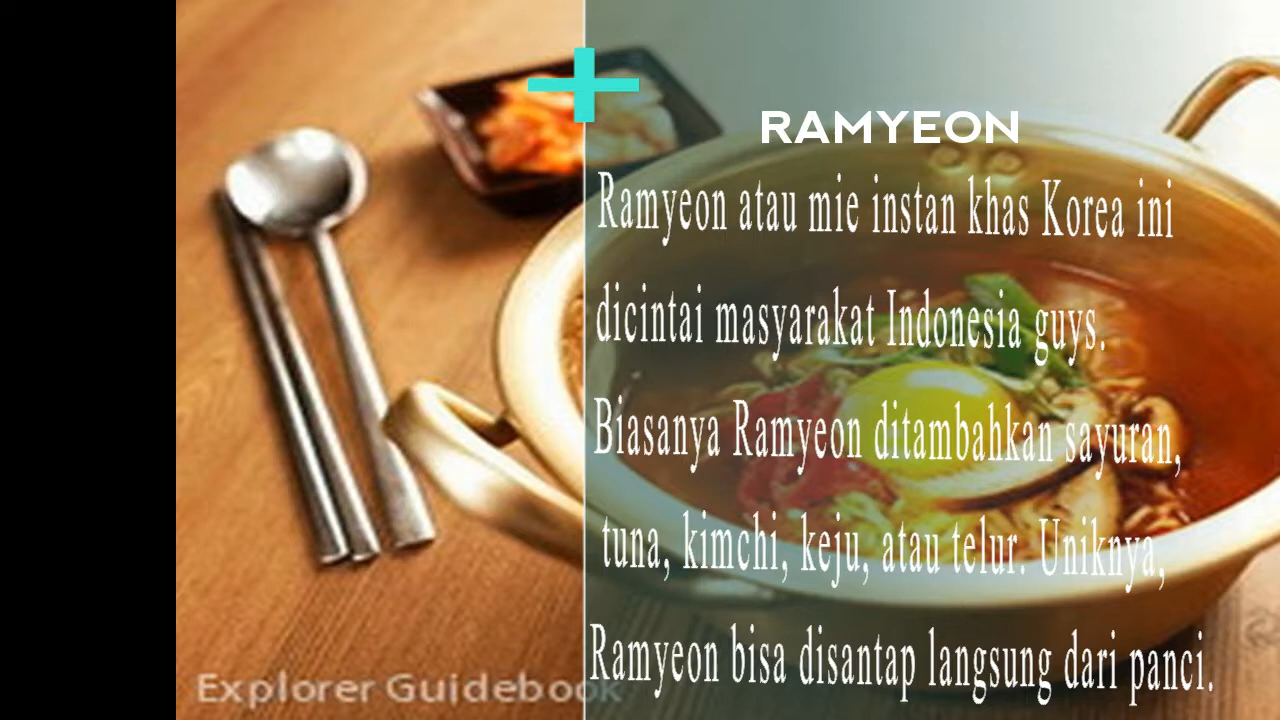 RAMYEON
Ramyeon atau mie instan khas Korea ini
dicintai masyarakat Indonesia guys.
Biasanya Ramyeon ditambahkan sayuran,
tuna, kimchi, keju, atau telur. Uniknya,
Ramyeon bisa disantap langsung dari panci.
Explorer Guidebook